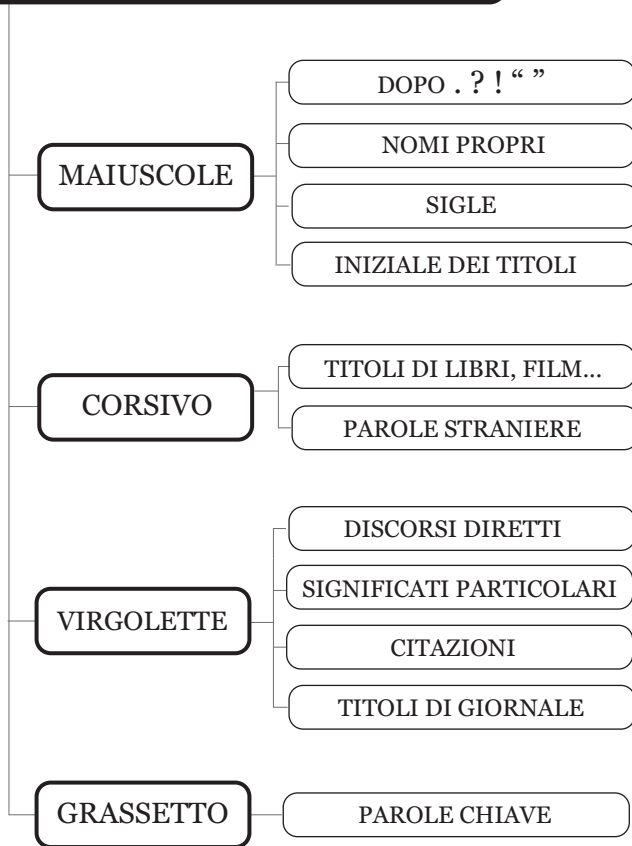 MAIUSCOLE
DOPO . ? ! “ ”
NOMI PROPRI
SIGLE
INIZIALE DEI TITOLI
CORSIVO
TITOLI DI LIBRI, FILM...
PAROLE STRANIERE
VIRGOLETTE
DISCORSI DIRETTI
SIGNIFICATI PARTICOLARI
CITAZIONI
TITOLI DI GIORNALE
GRASSETTO
PAROLE CHIAVE